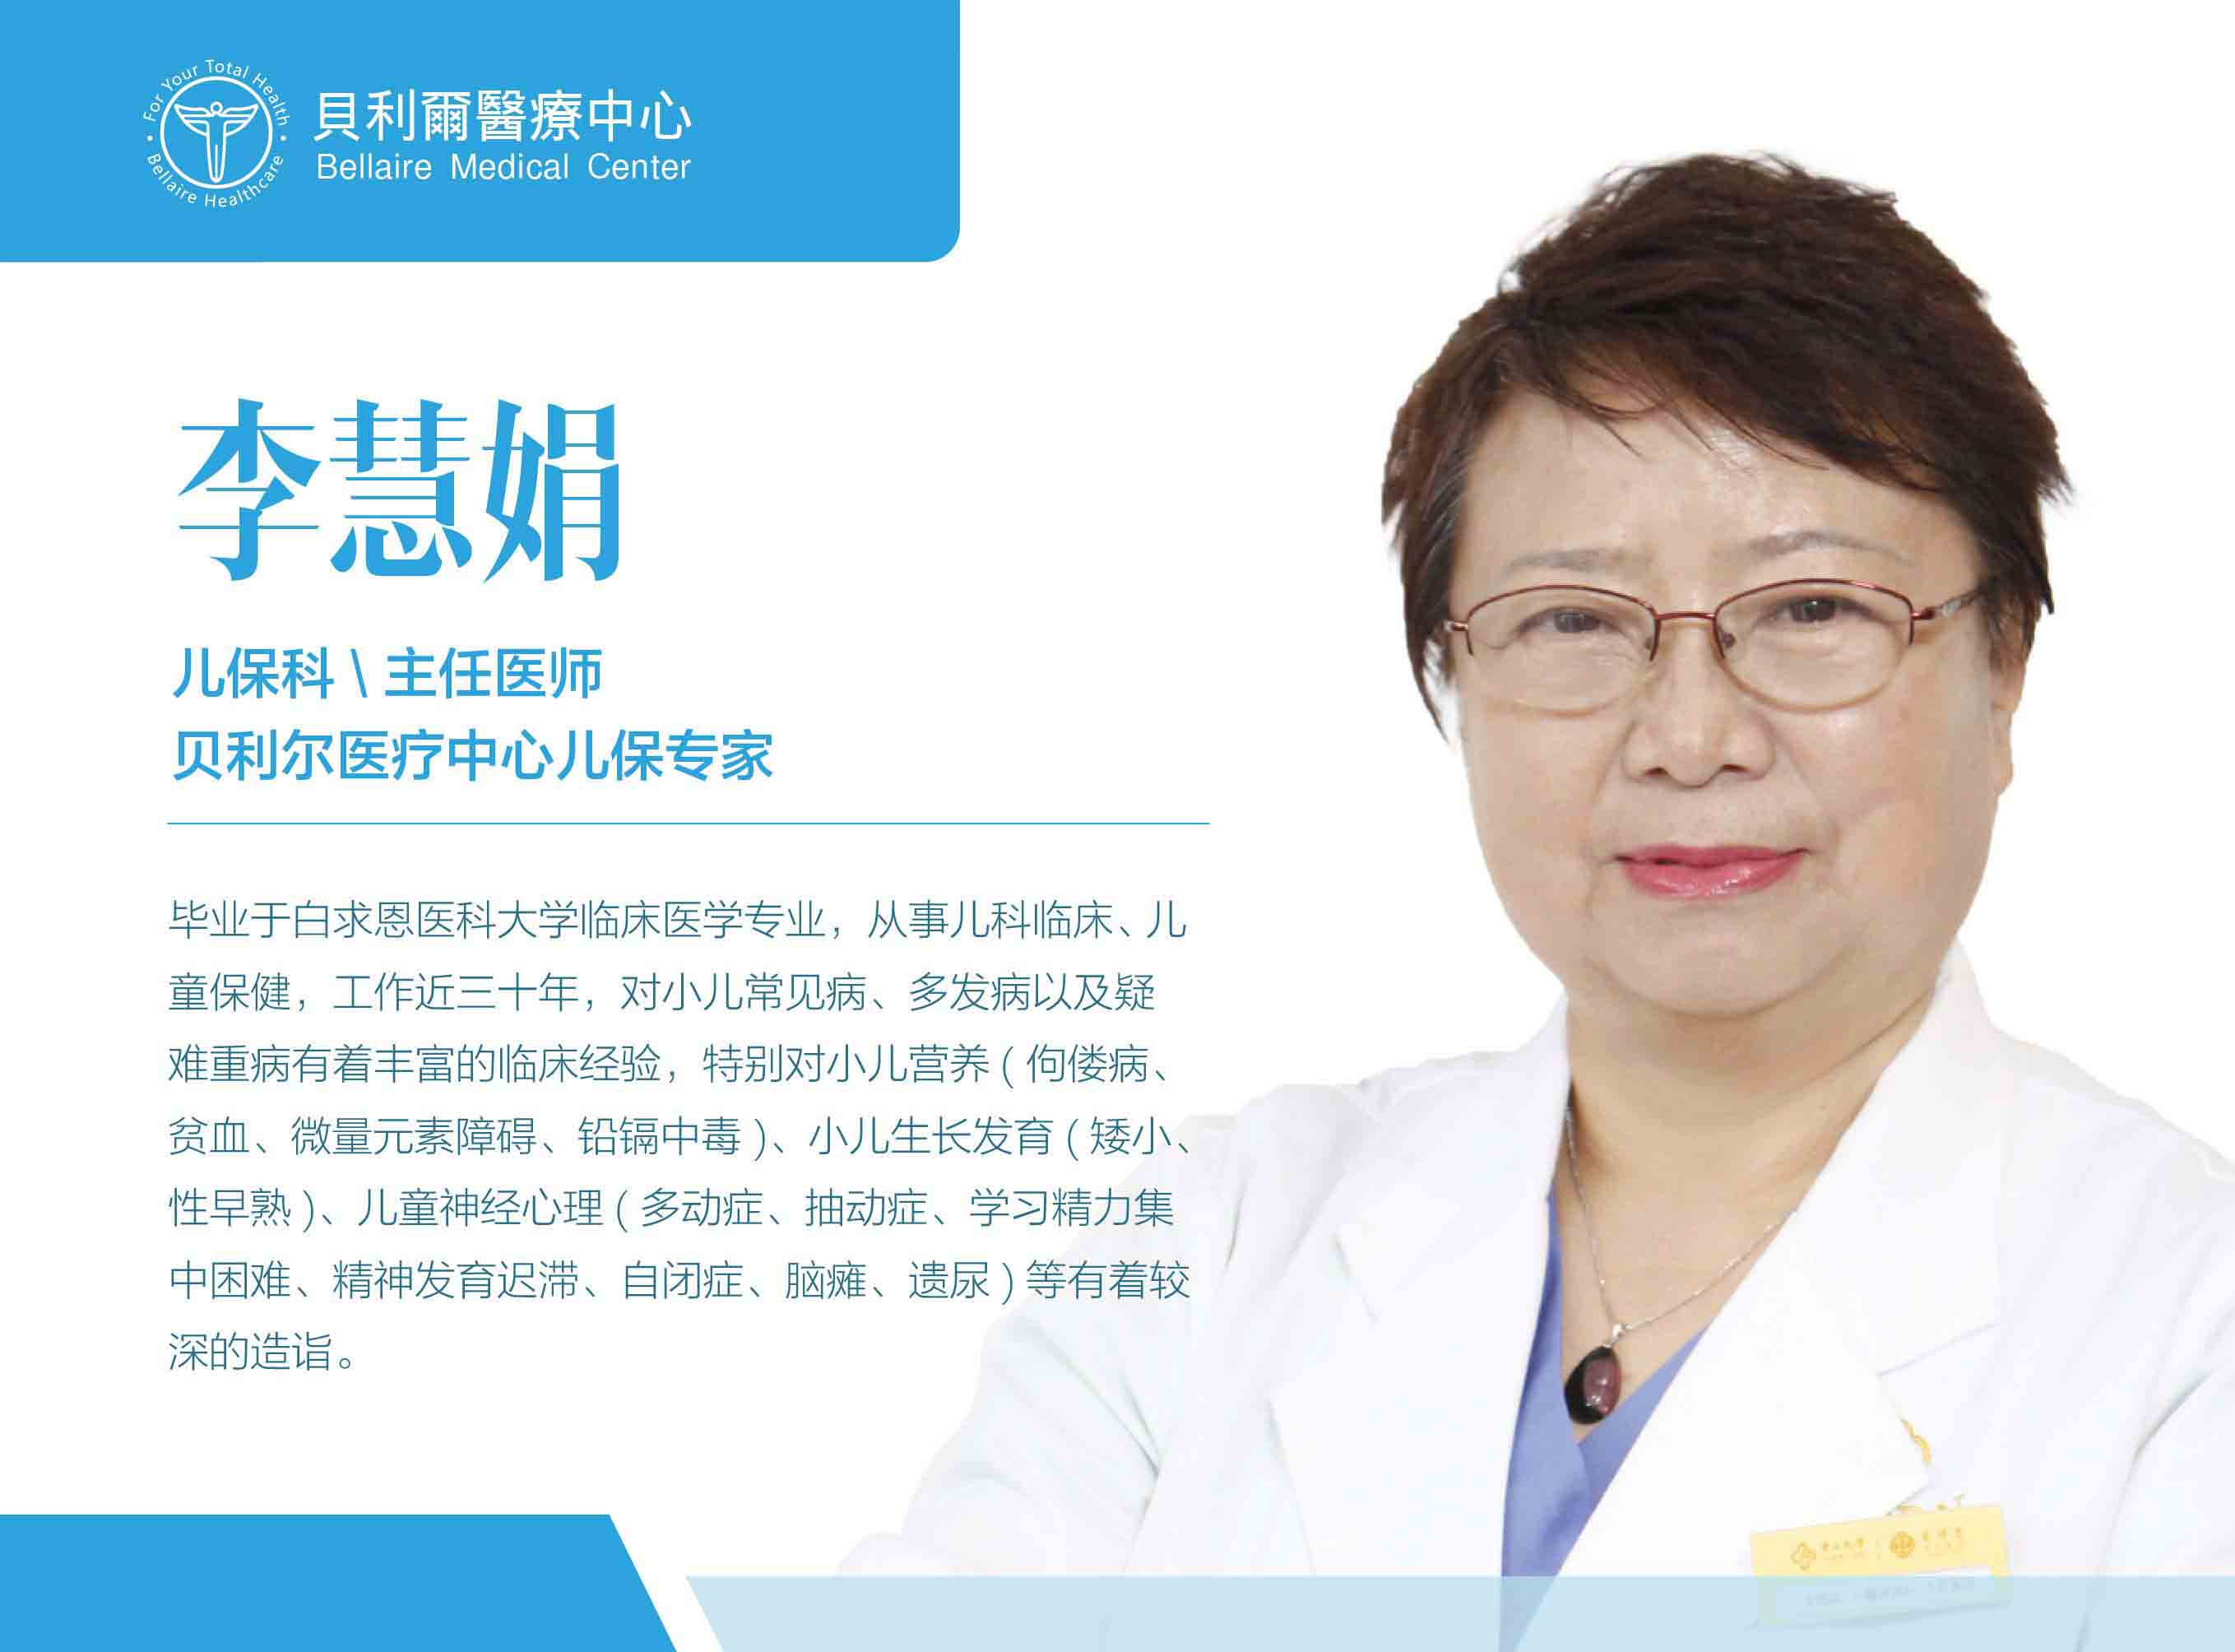 For Your Total Health
Bellaire Healthcare
貝利爾醫療中心
Bellaire Medical Center
李慧娟
儿保科 \ 主任医师
贝利尔医疗中心儿保专家
毕业于白求恩医科大学临床医学专业，从事儿科临床、儿
童保健，工作近三十年，对小儿常见病、多发病以及疑
难重病有着丰富的临床经验，特别对小儿营养 ( 佝偻病、
贫血、微量元素障碍、铅镉中毒 )、小儿生长发育 ( 矮小、
性早熟 )、儿童神经心理 ( 多动症、抽动症、学习精力集
中困难、精神发育迟滞、自闭症、脑瘫、遗尿 ) 等有着较
深的造诣。